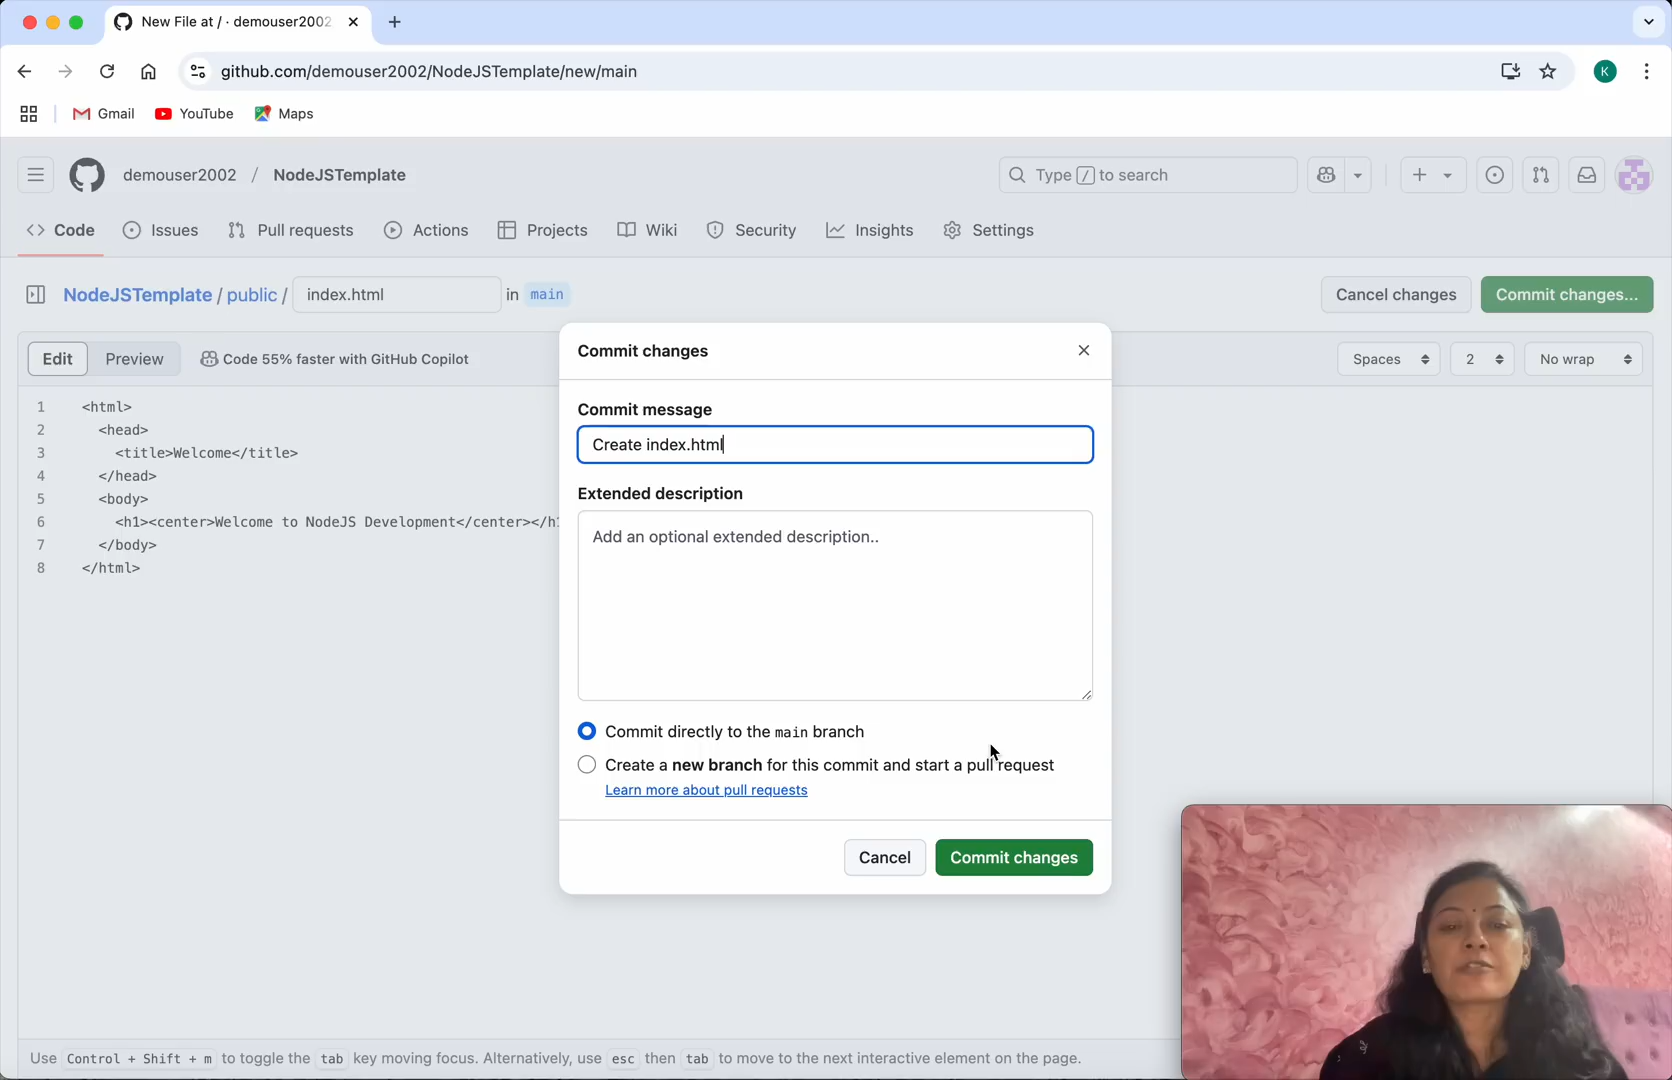 New File at / · demouser2002
github.com/demouser2002/NodeJSTemplate/new/main
K
Gmail
YouTube
Maps
demouser2002 / NodeJSTemplate
Type / to search
Code
Issues
Pull requests
Actions
Projects
Wiki
Security
Insights
Settings
NodeJSTemplate / public / index.html in main
Cancel changes
Commit changes...
Edit
Preview
Code 55% faster with GitHub Copilot
Spaces
2
No wrap
1 <html>
2 <head>
3 <title>Welcome</title>
4 </head>
5 <body>
6 <h1><center>Welcome to NodeJS Development</center></h1
7 </body>
8 </html>
Commit changes
Commit message
Create index.html
Extended description
Add an optional extended description..
Commit directly to the main branch
Create a new branch for this commit and start a pull request
Learn more about pull requests
Cancel
Commit changes
Use Control + Shift + m to toggle the tab key moving focus. Alternatively, use esc then tab to move to the next interactive element on the page.